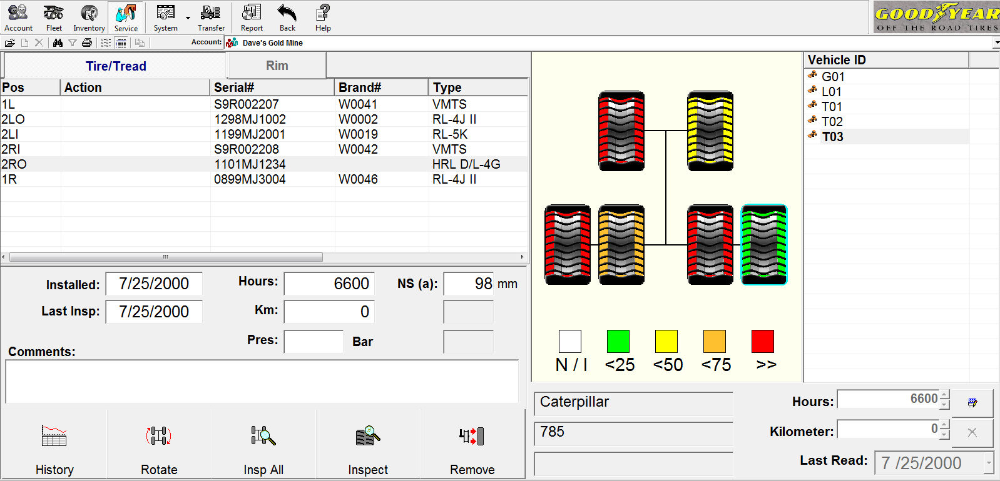 Account Fleet Inventory Service System Transfer Report Back Help
GOODYEAR
OFF THE ROAD TIRES
Account: Dave's Gold Mine
Tire/Tread Rim
Pos Action Serial# Brand# Type
1L S9R002207 W0041 VMTS
2LO 1298MJ1002 W0002 RL-4J II
2LI 1199MJ2001 W0019 RL-5K
2RI S9R002208 W0042 VMTS
2RO 1101MJ1234 HRL D/L-4G
1R 0899MJ3004 W0046 RL-4J II
Installed: 7/25/2000 Hours: 6600 NS (a): 98 mm
Last Insp: 7/25/2000 Km: 0
Pres: Bar
Comments:
History Rotate Insp All Inspect Remove
N / I <25 <50 <75 >>
Caterpillar
785
Vehicle ID
G01
L01
T01
T02
T03
Hours: 6600
Kilometer: 0
Last Read: 7 /25/2000